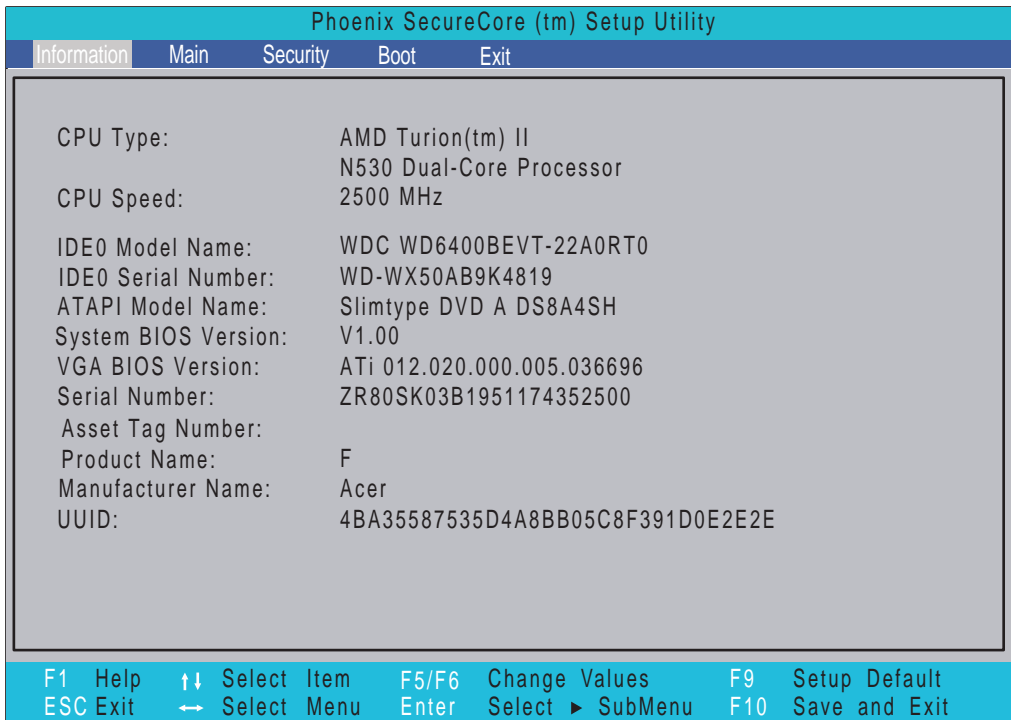 Phoenix SecureCore (tm) Setup Utility
Information Main Security Boot Exit
CPU Type: AMD Turion(tm) II
N530 Dual-Core Processor
CPU Speed: 2500 MHz
IDE0 Model Name: WDC WD6400BEVT-22A0RT0
IDE0 Serial Number: WD-WX50AB9K4819
ATAPI Model Name: Slimtype DVD A DS8A4SH
System BIOS Version: V1.00
VGA BIOS Version: ATi 012.020.000.005.036696
Serial Number: ZR80SK03B1951174352500
Asset Tag Number:
Product Name: F
Manufacturer Name: Acer
UUID: 4BA35587535D4A8BB05C8F391D0E2E2E
F1 Help ↑↓ Select Item F5/F6 Change Values F9 Setup Default
ESC Exit ↔ Select Menu Enter Select ► SubMenu F10 Save and Exit